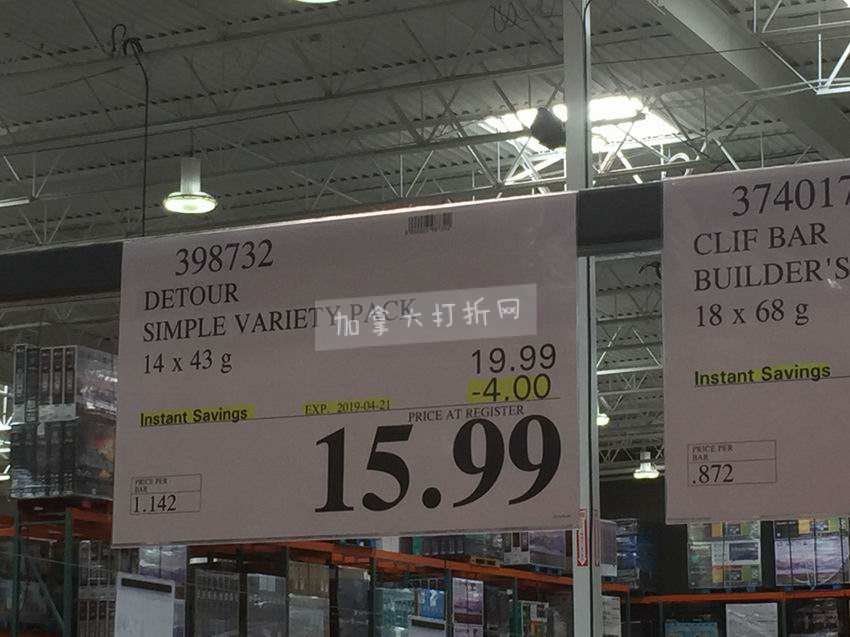 398732
DETOUR
SIMPLE VARIETY PACK
14 x 43 g
19.99
-4.00
Instant Savings
EXP. 2019-04-21
PRICE AT REGISTER
15.99
PRICE PER
BAR
1.142
加拿大打折网
374017
CLIF BAR
BUILDER'S
18 x 68 g
Instant Savings
PRICE PER
BAR
.872